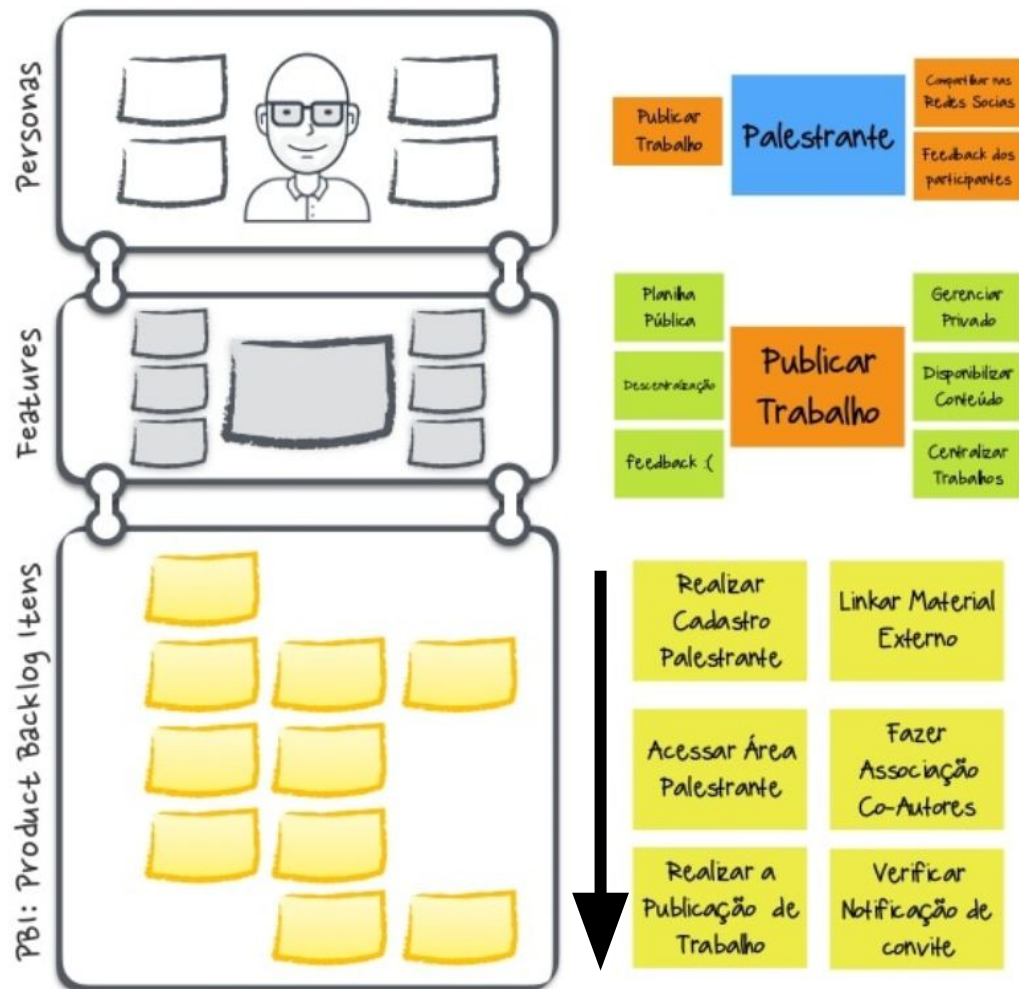 Personas
Publicar
Trabalho
Palestrante
Compartilhar nas
Redes Socias
Feedback dos
participantes
Features
Planilha
Pública
Descentraização
feedback :(
Publicar
Trabalho
Gerenciar
Privado
Disponibilizar
Conteúdo
Centralizar
Trabalhos
PBI: Product Backlog Itens
Realizar
Cadastro
Palestrante
Linkar Material
Externo
Acessar Área
Palestrante
Fazer
Associação
Co-Autores
Realizar a
Publicação de
Trabalho
Verificar
Notificação de
convite